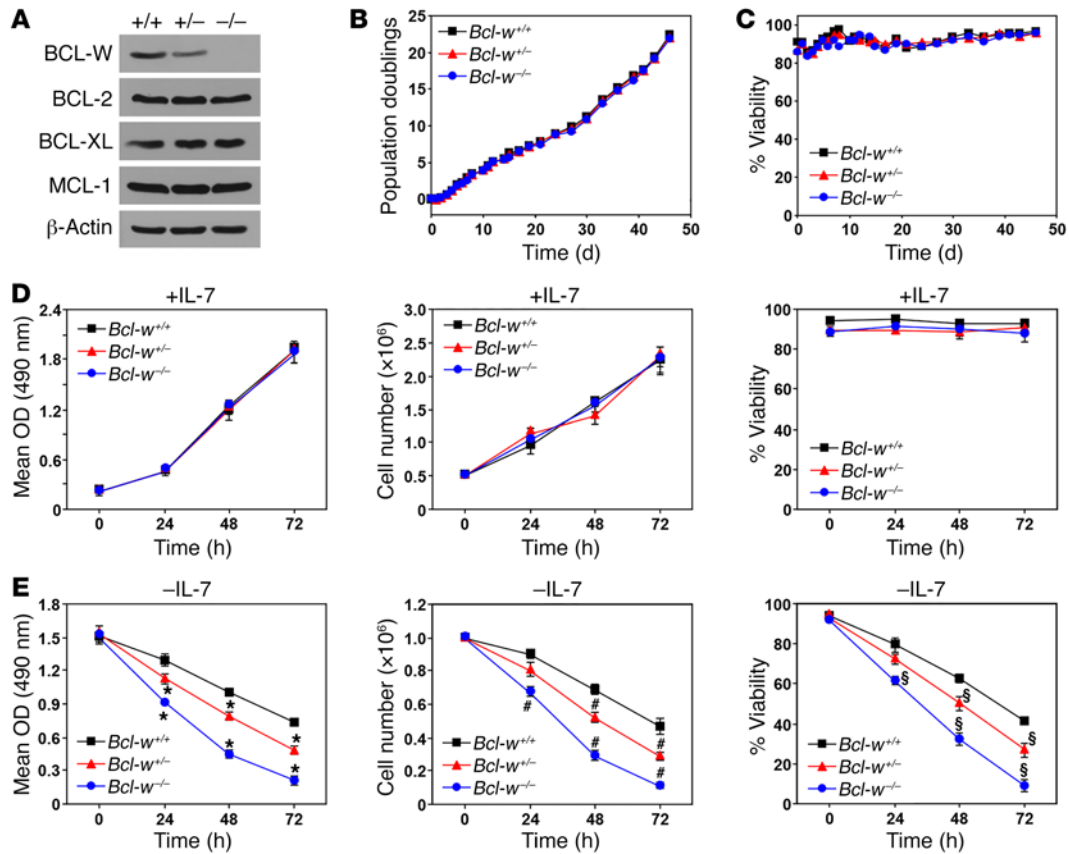 A
+/+ +/− −/−
BCL-W
BCL-2
BCL-XL
MCL-1
β-Actin
B
Population doublings
25
20
15
10
5
0
Bcl-w+/+
Bcl-w+/−
Bcl-w−/−
0 10 20 30 40 50
Time (d)
C
% Viability
100
80
60
40
20
0
Bcl-w+/+
Bcl-w+/−
Bcl-w−/−
0 10 20 30 40 50
Time (d)
D
+IL-7
Mean OD (490 nm)
2.4
1.8
1.2
0.6
0
Bcl-w+/+
Bcl-w+/−
Bcl-w−/−
0 24 48 72
Time (h)
+IL-7
Cell number (×10⁶)
3.0
2.5
2.0
1.5
1.0
0.5
0
Bcl-w+/+
Bcl-w+/−
Bcl-w−/−
0 24 48 72
Time (h)
+IL-7
% Viability
100
80
60
40
20
0
Bcl-w+/+
Bcl-w+/−
Bcl-w−/−
0 24 48 72
Time (h)
E
−IL-7
Mean OD (490 nm)
1.8
1.5
1.2
0.9
0.6
0.3
0
* * *
* * *
Bcl-w+/+
Bcl-w+/−
Bcl-w−/−
0 24 48 72
Time (h)
−IL-7
Cell number (×10⁶)
1.2
1.0
0.8
0.6
0.4
0.2
0
# #
# # #
Bcl-w+/+
Bcl-w+/−
Bcl-w−/−
0 24 48 72
Time (h)
−IL-7
% Viability
100
80
60
40
20
0
§ § §
§ §
Bcl-w+/+
Bcl-w+/−
Bcl-w−/−
0 24 48 72
Time (h)